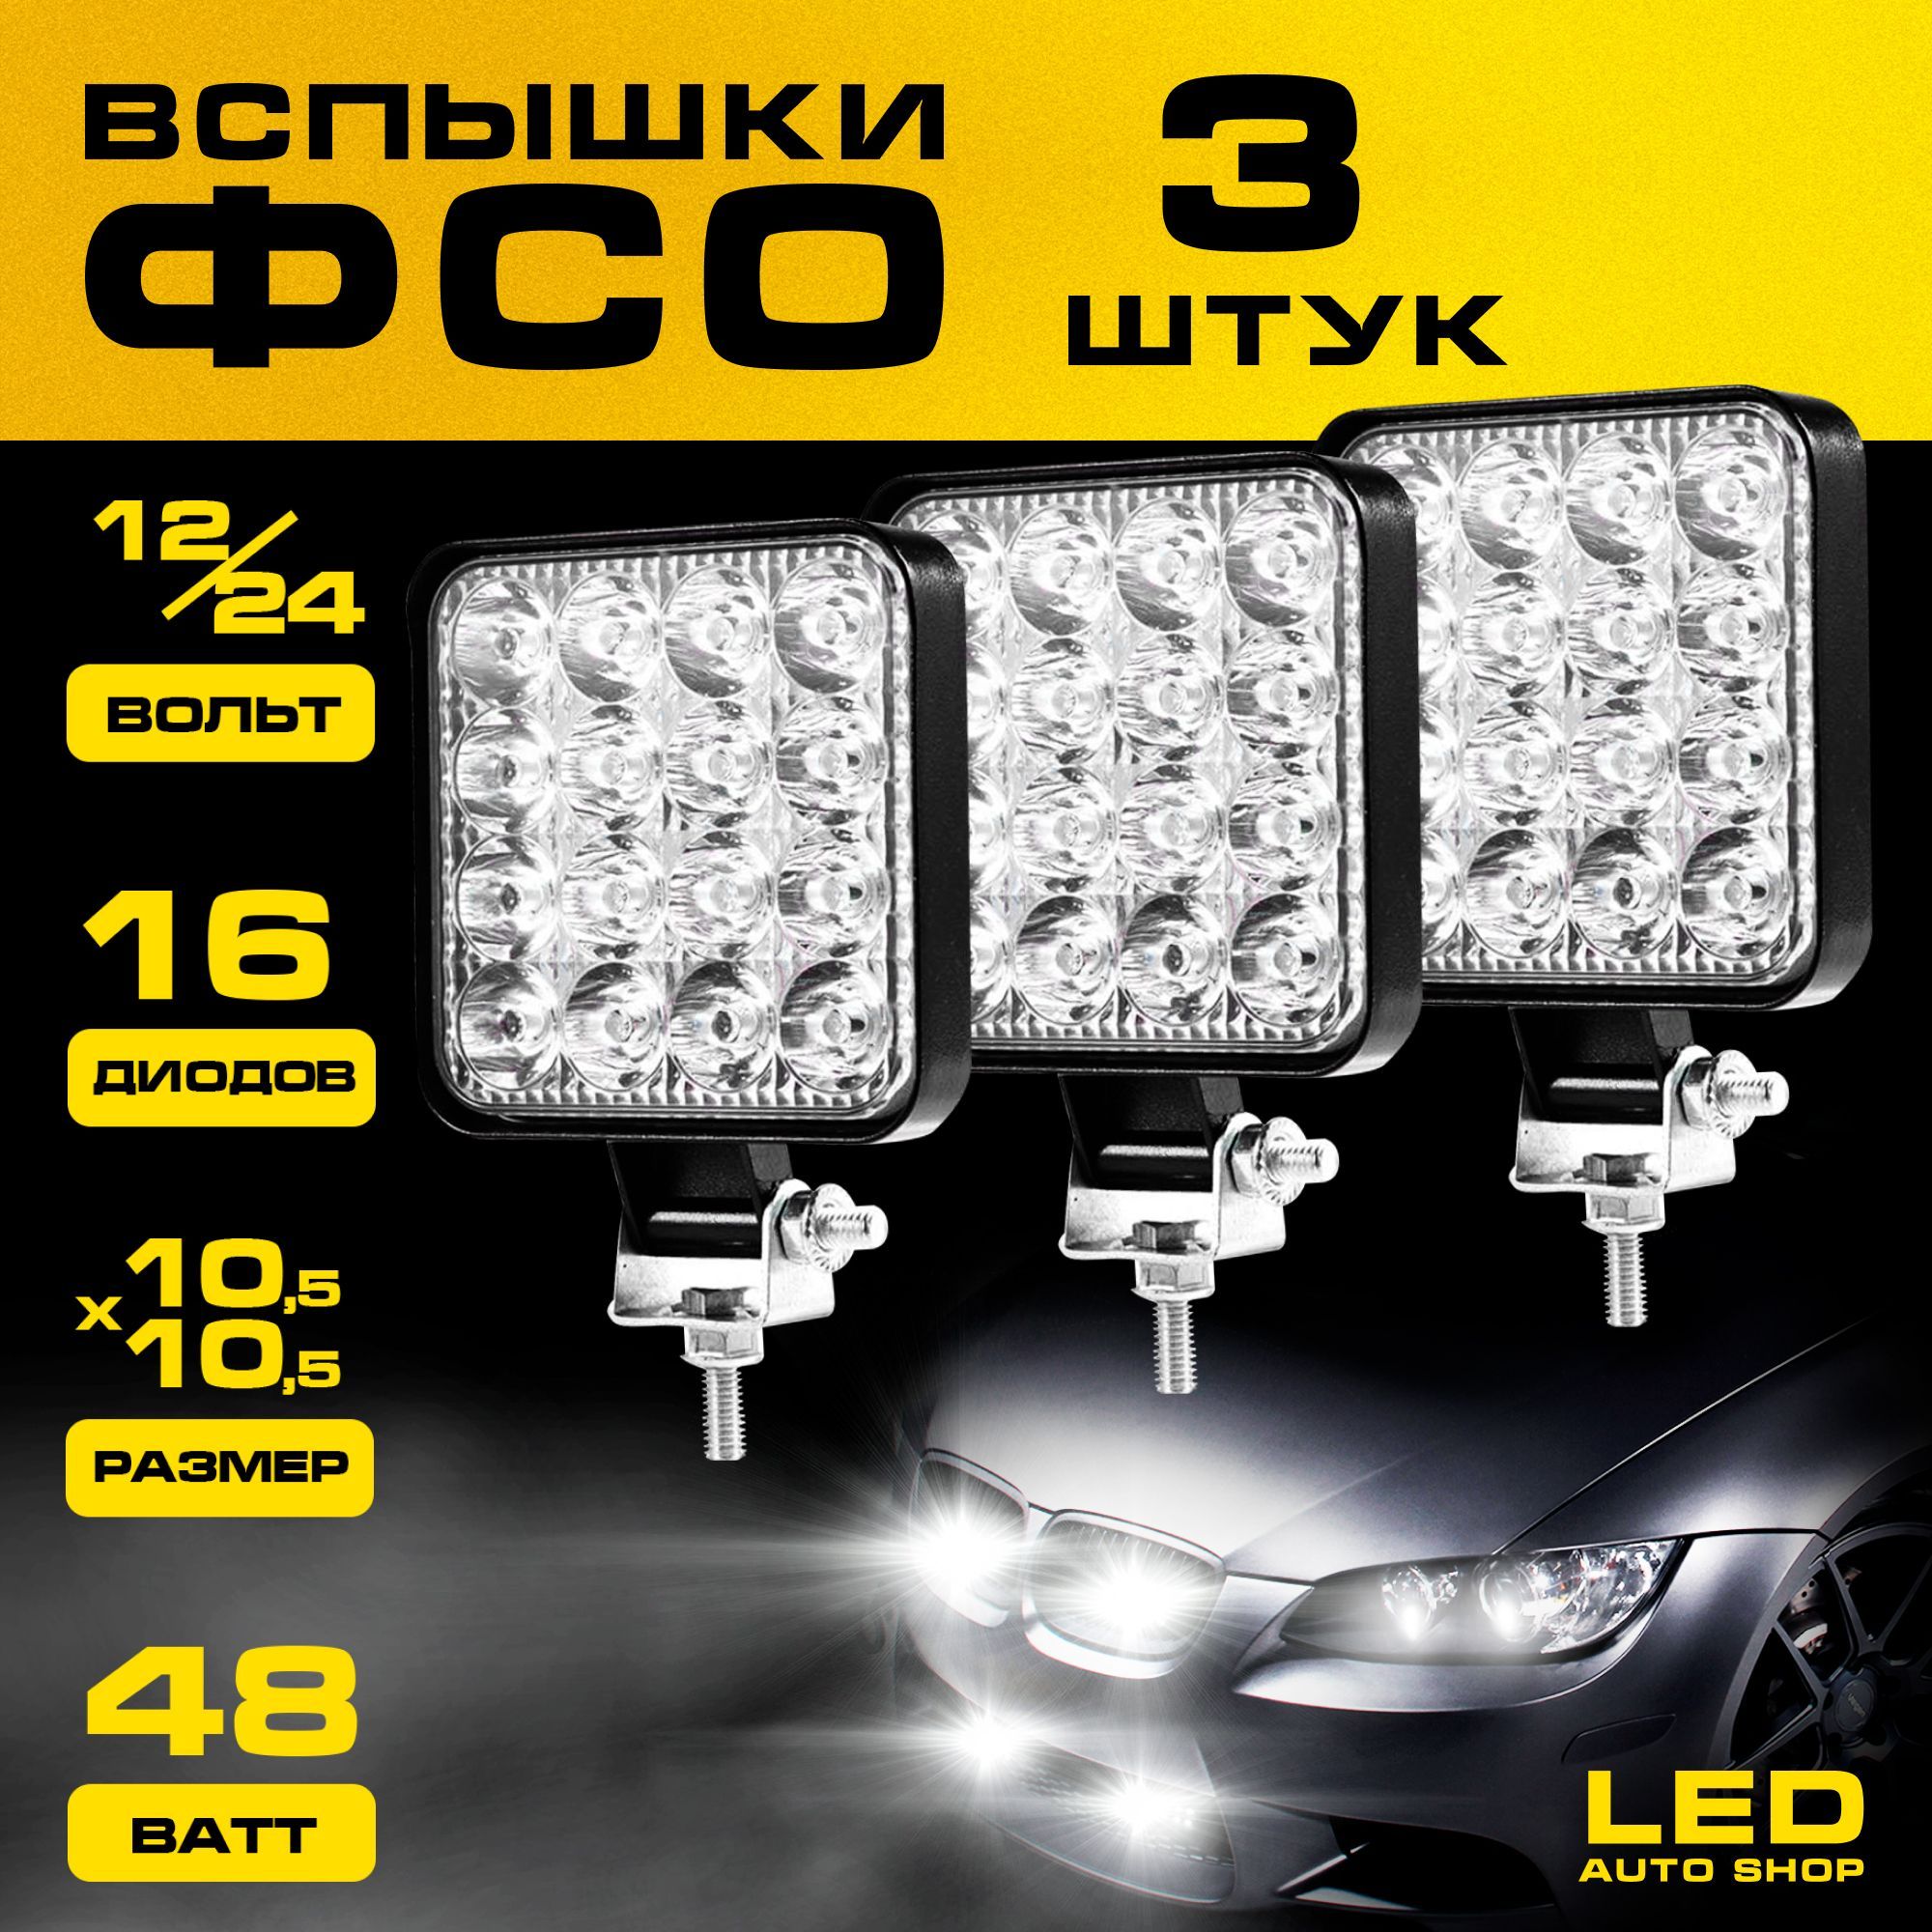 ВСПЫШКИ
ФСО
3
ШТУК
12/24
ВОЛЬТ
16
ДИОДОВ
10,5
x10,5
РАЗМЕР
48
ВАТТ
LED
AUTO SHOP